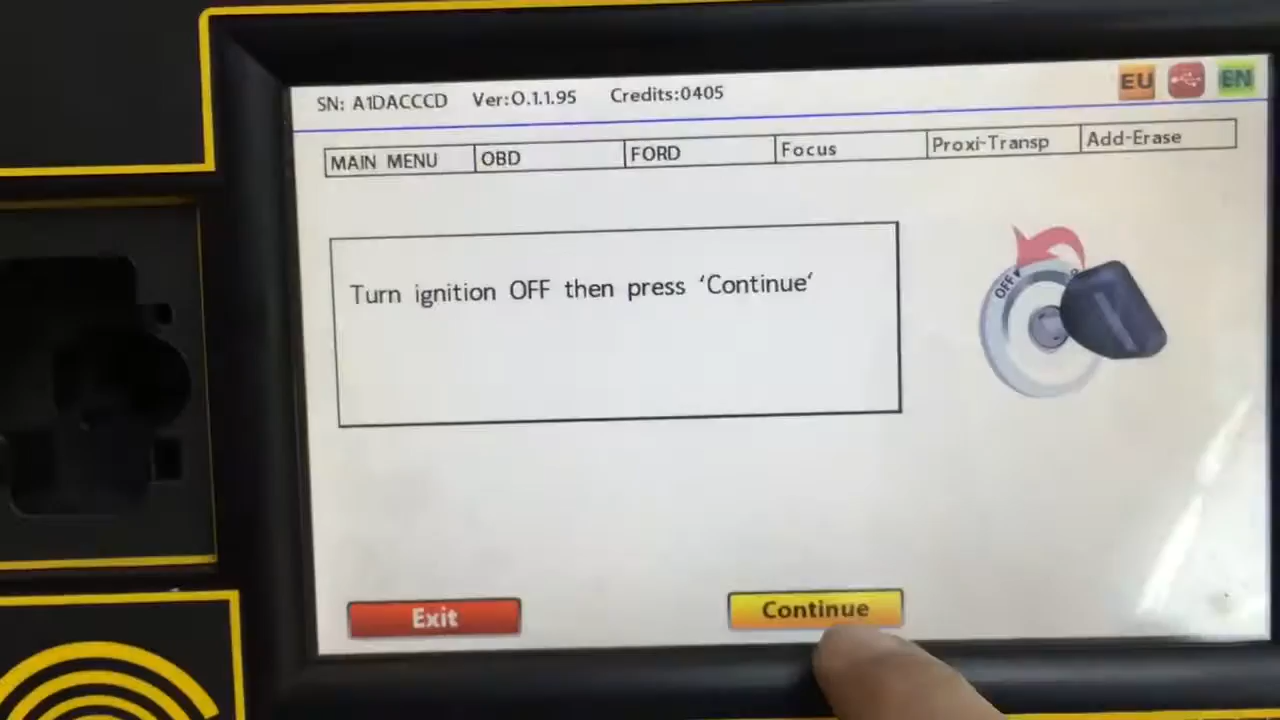 SN: A1DACCCD Ver:O.1.1.95 Credits:0405 EU EN
MAIN MENU OBD FORD Focus Proxi-Transp Add-Erase
Turn ignition OFF then press ‘Continue‘
OFF
Exit Continue